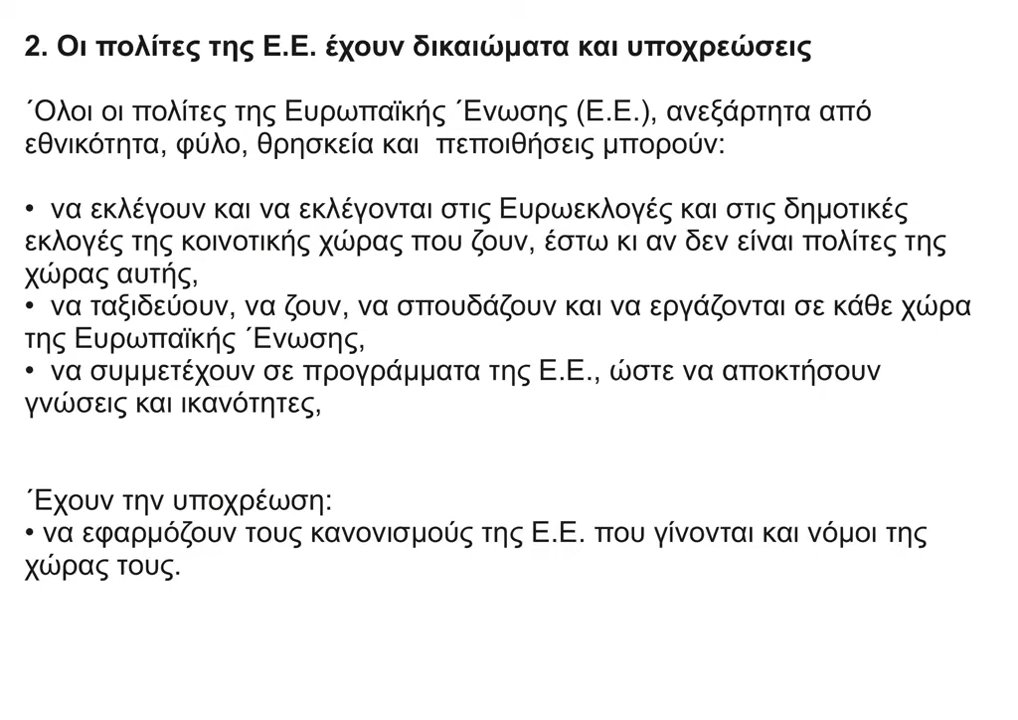 2. Οι πολίτες της Ε.Ε. έχουν δικαιώματα και υποχρεώσεις
΄Ολοι οι πολίτες της Ευρωπαϊκής ΄Ενωσης (Ε.Ε.), ανεξάρτητα από
εθνικότητα, φύλο, θρησκεία και  πεποιθήσεις μπορούν:
•  να εκλέγουν και να εκλέγονται στις Ευρωεκλογές και στις δημοτικές
εκλογές της κοινοτικής χώρας που ζουν, έστω κι αν δεν είναι πολίτες της
χώρας αυτής,
•  να ταξιδεύουν, να ζουν, να σπουδάζουν και να εργάζονται σε κάθε χώρα
της Ευρωπαϊκής ΄Ενωσης,
•  να συμμετέχουν σε προγράμματα της Ε.Ε., ώστε να αποκτήσουν
γνώσεις και ικανότητες,
΄Εχουν την υποχρέωση:
• να εφαρμόζουν τους κανονισμούς της Ε.Ε. που γίνονται και νόμοι της
χώρας τους.